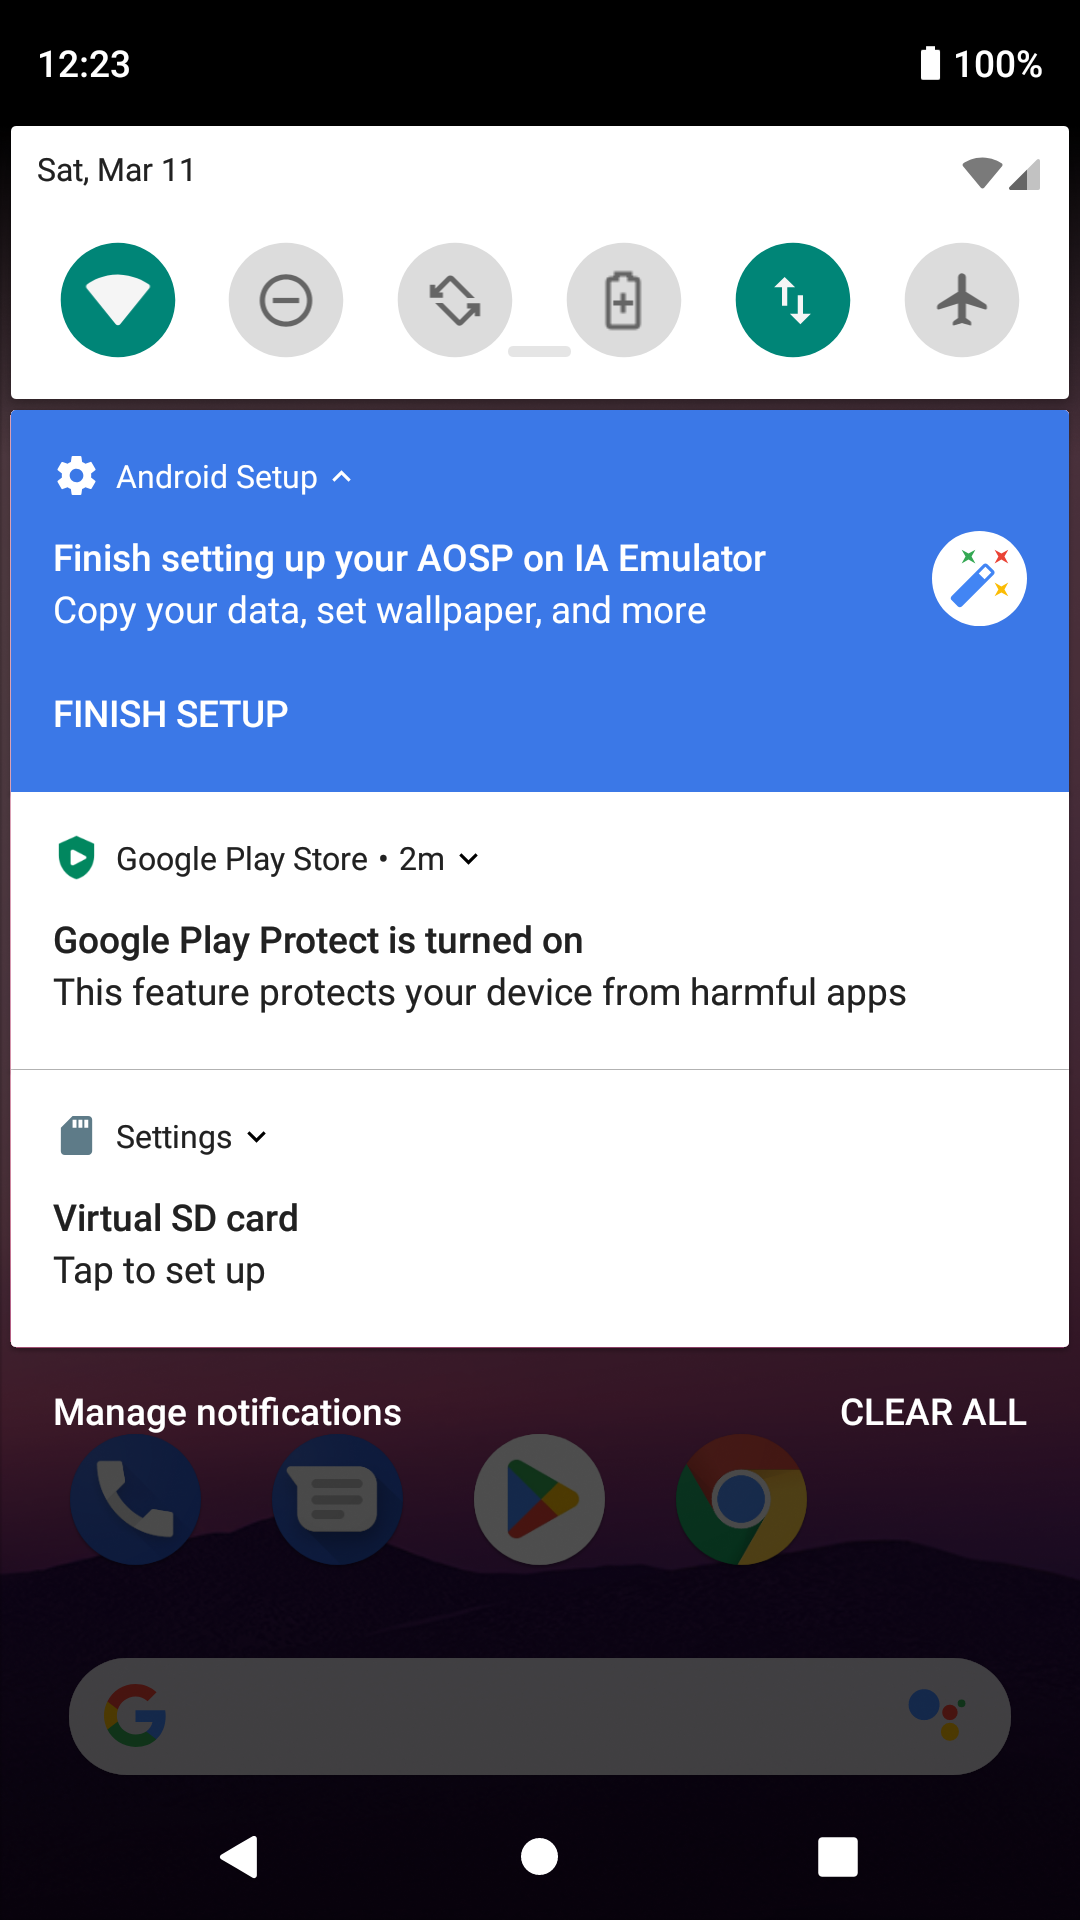 12:23 100%
Sat, Mar 11
Android Setup
Finish setting up your AOSP on IA Emulator
Copy your data, set wallpaper, and more
FINISH SETUP
Google Play Store • 2m
Google Play Protect is turned on
This feature protects your device from harmful apps
Settings
Virtual SD card
Tap to set up
Manage notifications CLEAR ALL